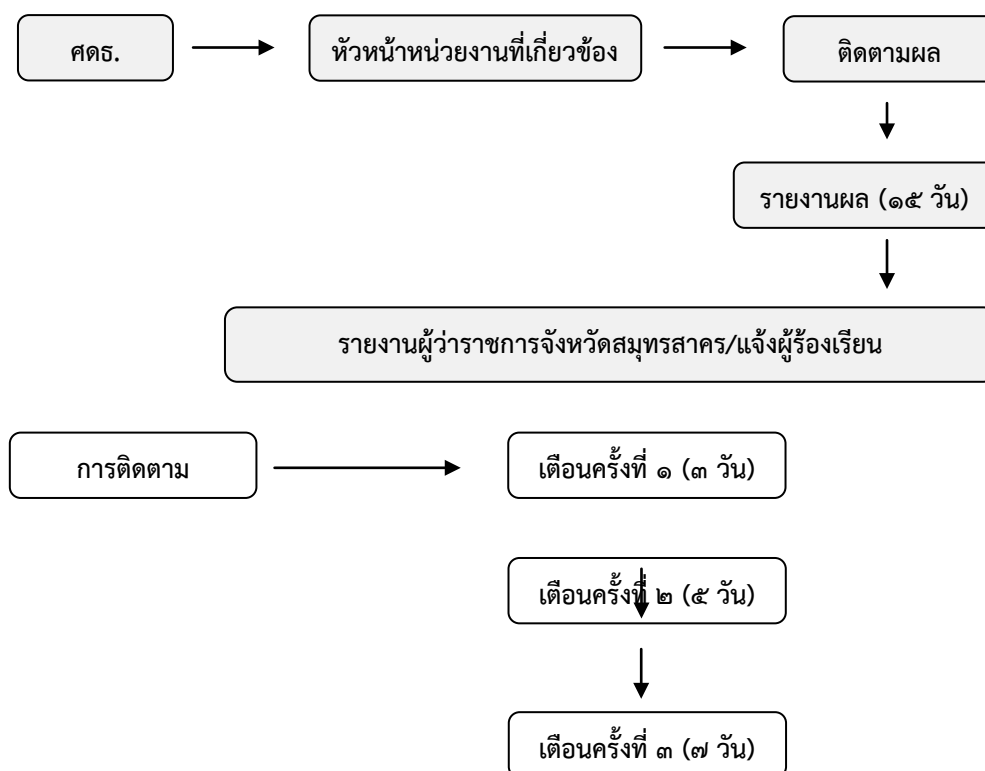 ศดธ.
หัวหน้าหน่วยงานที่เกี่ยวข้อง
ติดตามผล
รายงานผล (๑๕ วัน)
รายงานผู้ว่าราชการจังหวัดสมุทรสาคร/แจ้งผู้ร้องเรียน
การติดตาม
เตือนครั้งที่ ๑ (๓ วัน)
เตือนครั้งที่ ๒ (๕ วัน)
เตือนครั้งที่ ๓ (๗ วัน)